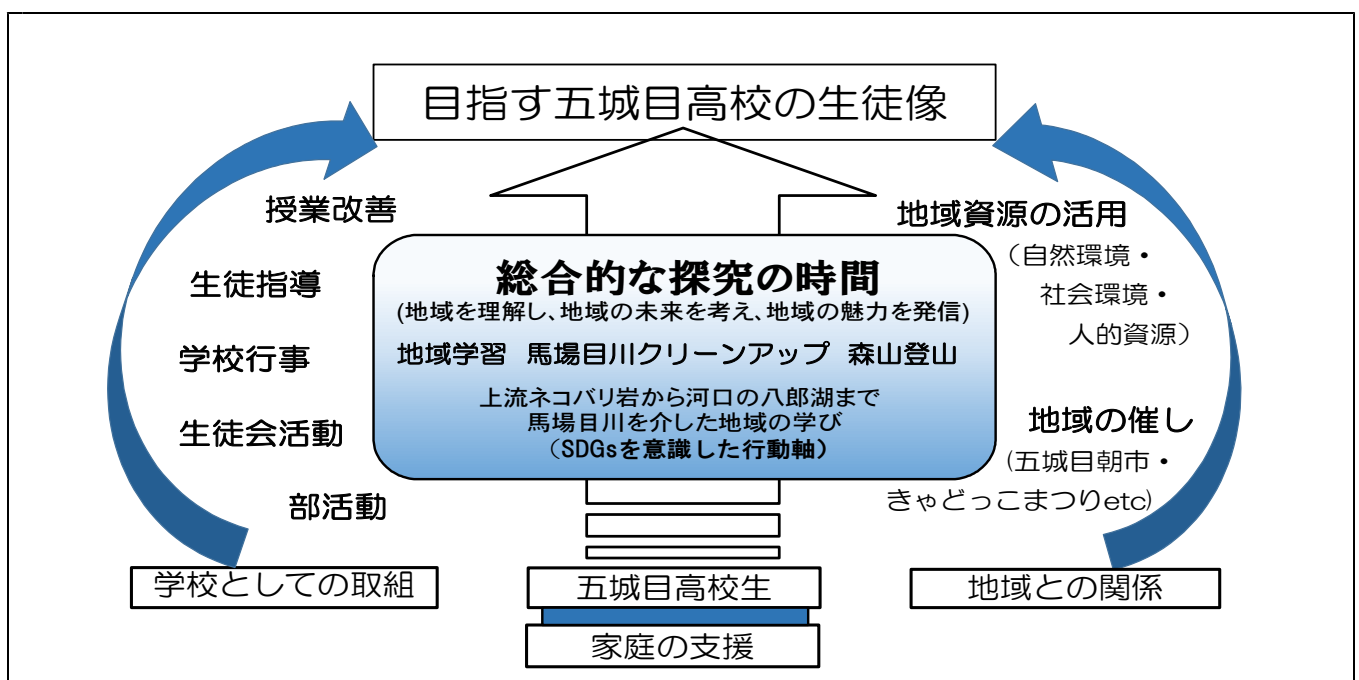 目指す五城目高校の生徒像
授業改善
生徒指導
学校行事
生徒会活動
部活動
学校としての取組
総合的な探究の時間
(地域を理解し、地域の未来を考え、地域の魅力を発信)
地域学習 馬場目川クリーンアップ 森山登山
上流ネコバリ岩から河口の八郎湖まで
馬場目川を介した地域の学び
（SDGsを意識した行動軸）
五城目高校生
家庭の支援
地域資源の活用
（自然環境・
社会環境・
人的資源）
地域の催し
(五城目朝市・
きゃどっこまつりetc)
地域との関係